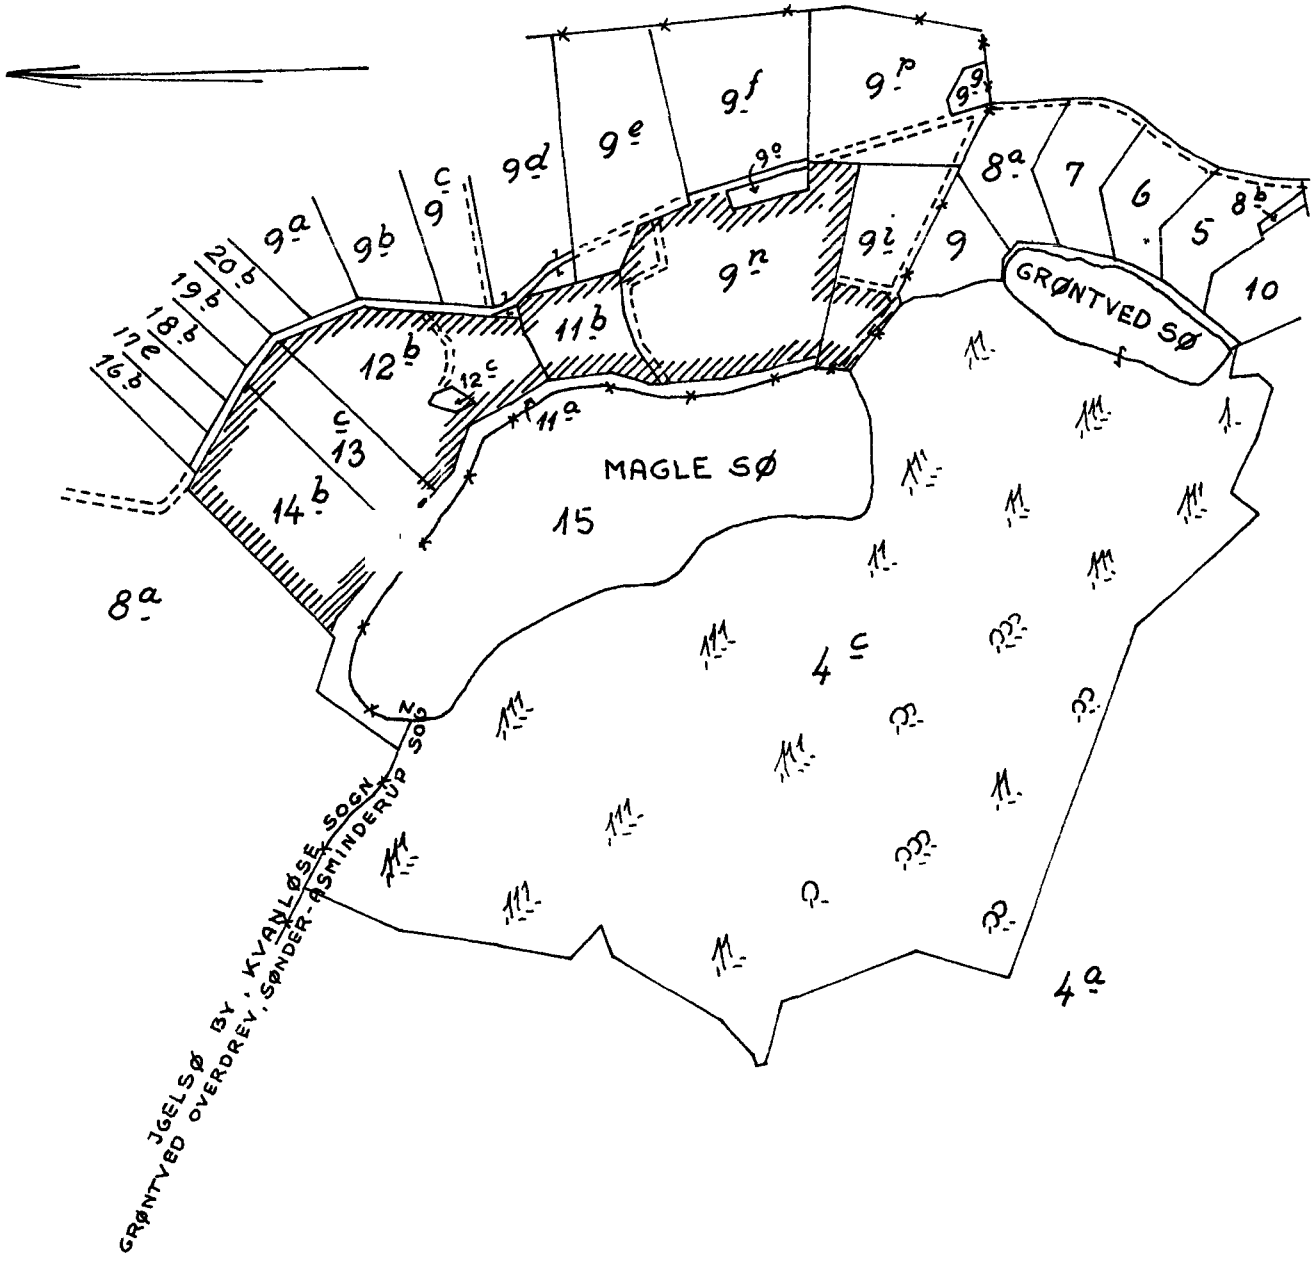 9f
9p
9q
9e
9o
9d
9c
9a
9b
20b
19b
18b
17e
16b
8a
7
6
8b
5
10
9
9i
9n
11b
12b
12c
11a
13c
14b
8a
GRØNTVED SØ
MAGLE SØ
15
4c
4a
JGELSØ BY, KVANLØSE SOGN
GRØNTVED OVERDREV, SØNDER-ASMINDERUP SOGN